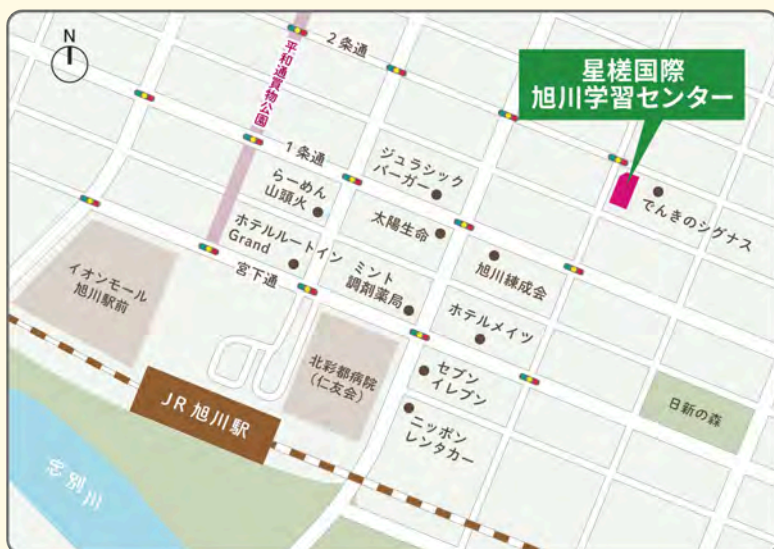 N
2条通
平和通買物公園
星槎国際
旭川学習センター
1条通
ジュラシック
バーガー
らーめん
山頭火
でんきのシグナス
太陽生命
ホテルルートイン
Grand
旭川練成会
宮下通
ミント
調剤薬局
イオンモール
旭川駅前
ホテルメイツ
北彩都病院
(仁友会)
セブン
イレブン
JR旭川駅
日新の森
ニッポン
レンタカー
忠別川